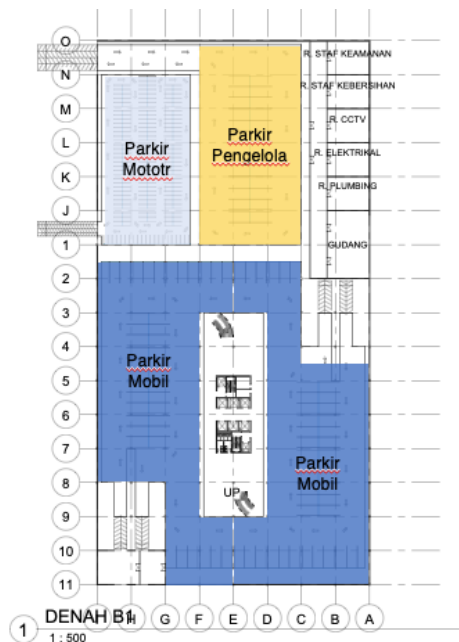 O
R. STAF KEAMANAN
N
R. STAF KEBERSIHAN
M
R. CCTV
Parkir
Mototr
Parkir
Pengelola
L
R. ELEKTRIKAL
K
R. PLUMBING
J
1
GUDANG
2
3
4
Parkir
Mobil
5
6
7
Parkir
Mobil
8
UP
9
10
11
H
G
F
E
D
C
B
A
1
DENAH B1
1 : 500